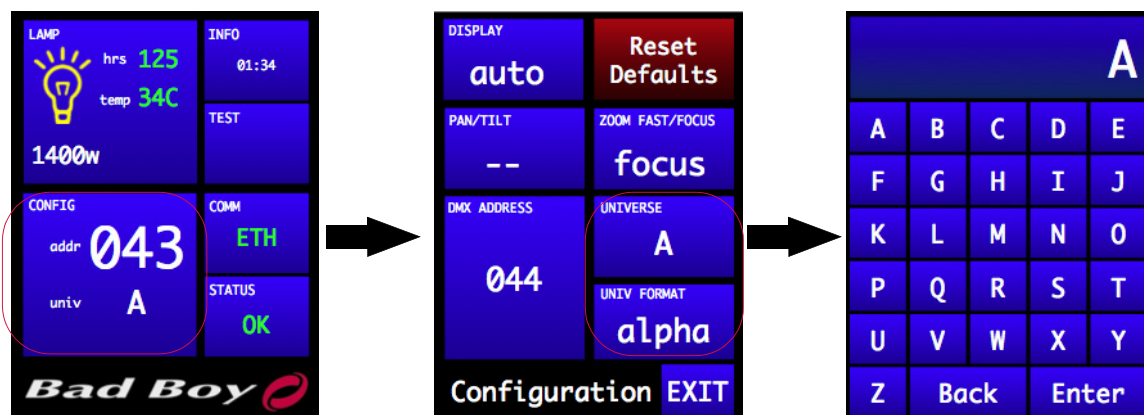 LAMP
hrs 125
temp 34C
1400w
INFO
01:34
TEST
CONFIG
addr 043
univ A
COMM
ETH
STATUS
OK
Bad Boy
DISPLAY
auto
Reset
Defaults
PAN/TILT
--
ZOOM FAST/FOCUS
focus
DMX ADDRESS
044
UNIVERSE
A
UNIV FORMAT
alpha
Configuration EXIT
A
A B C D E
F G H I J
K L M N O
P Q R S T
U V W X Y
Z Back Enter